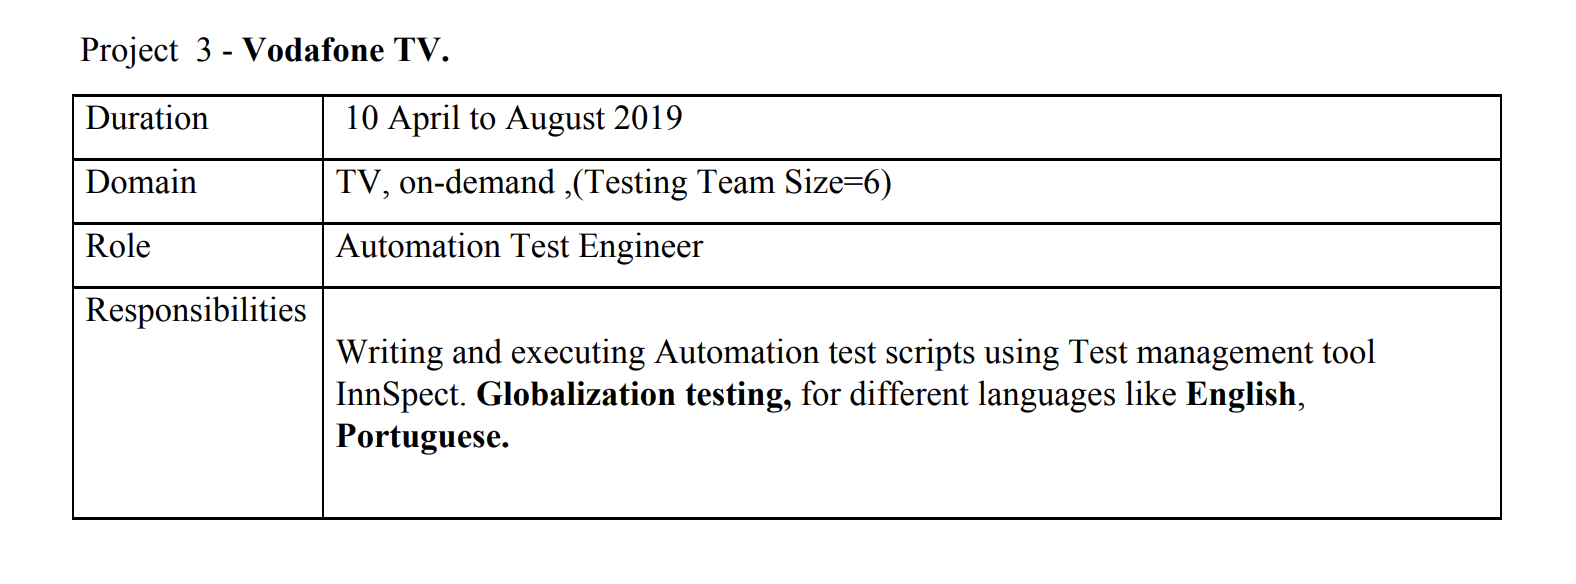 Project  3 - Vodafone TV.
Duration
10 April to August 2019
Domain
TV, on-demand ,(Testing Team Size=6)
Role
Automation Test Engineer
Responsibilities
Writing and executing Automation test scripts using Test management tool
InnSpect. Globalization testing, for different languages like English,
Portuguese.